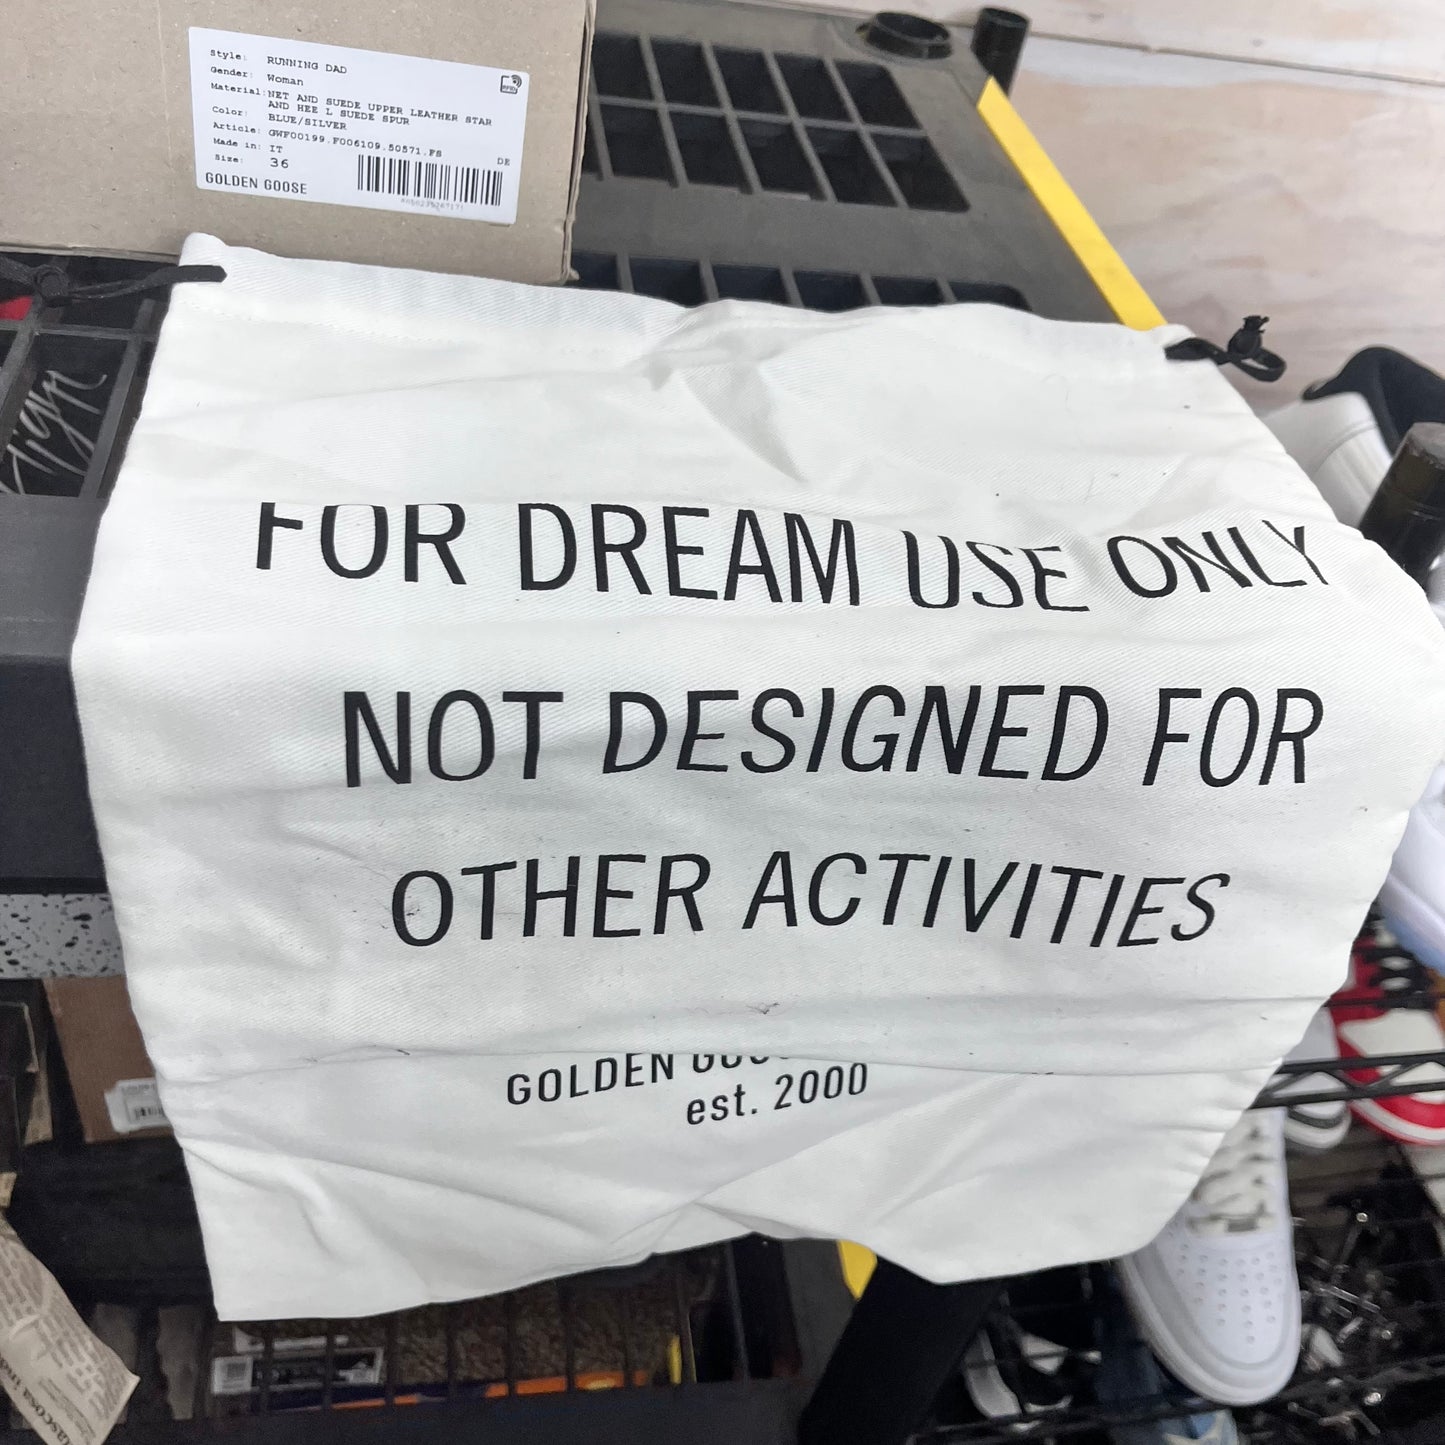 Style: RUNNING DAD
Gender: Woman
Material: NET AND SUEDE UPPER LEATHER STAR
AND HEE L SUEDE SPUR
Color: BLUE/SILVER
Article: GWF00199.F006109.50571.FS
Made in: IT
DE
Size: 36
GOLDEN GOOSE
FOR DREAM USE ONLY
NOT DESIGNED FOR
OTHER ACTIVITIES
GOLDEN GOO
est. 2000